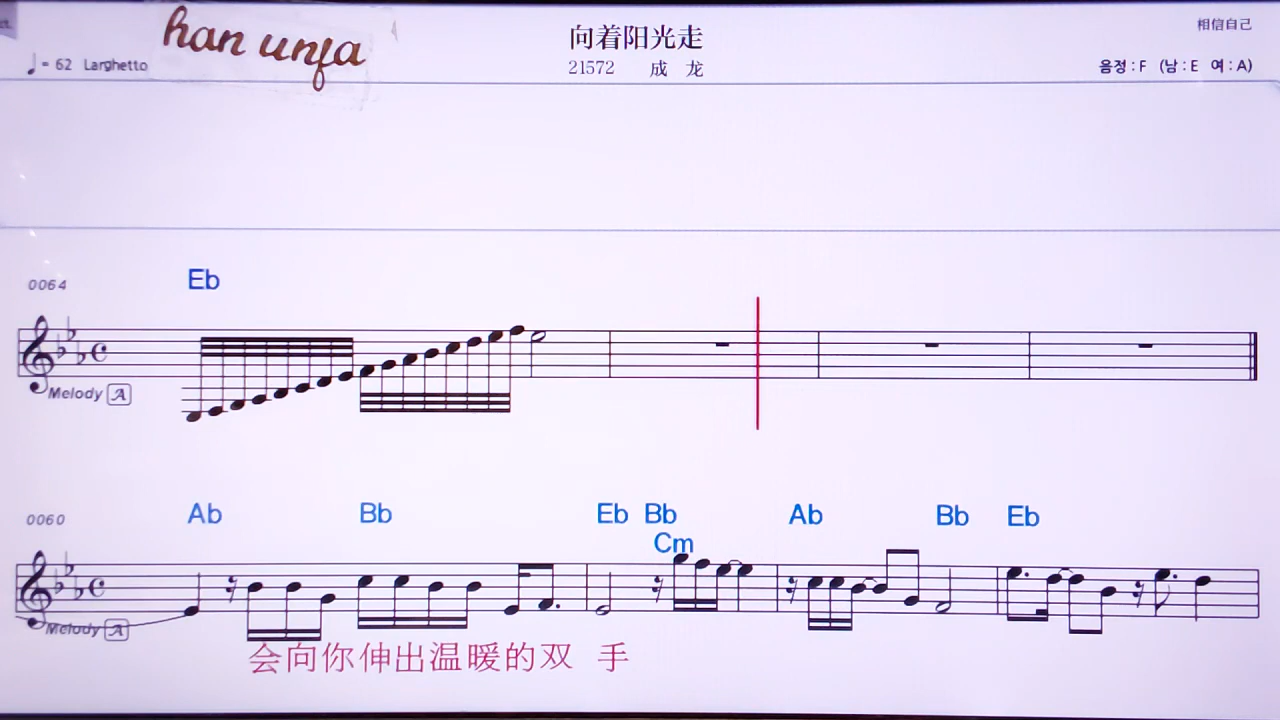 ct.
han unfa
向着阳光走
相信自己
♩= 62 Larghetto
21572 成 龙
음정 : F (남 : E 여 : A)
Eb
0064
Melody A
Ab Bb Eb Bb Ab Bb Eb
0060
Cm
Melody A
会向你伸出温暖的双 手